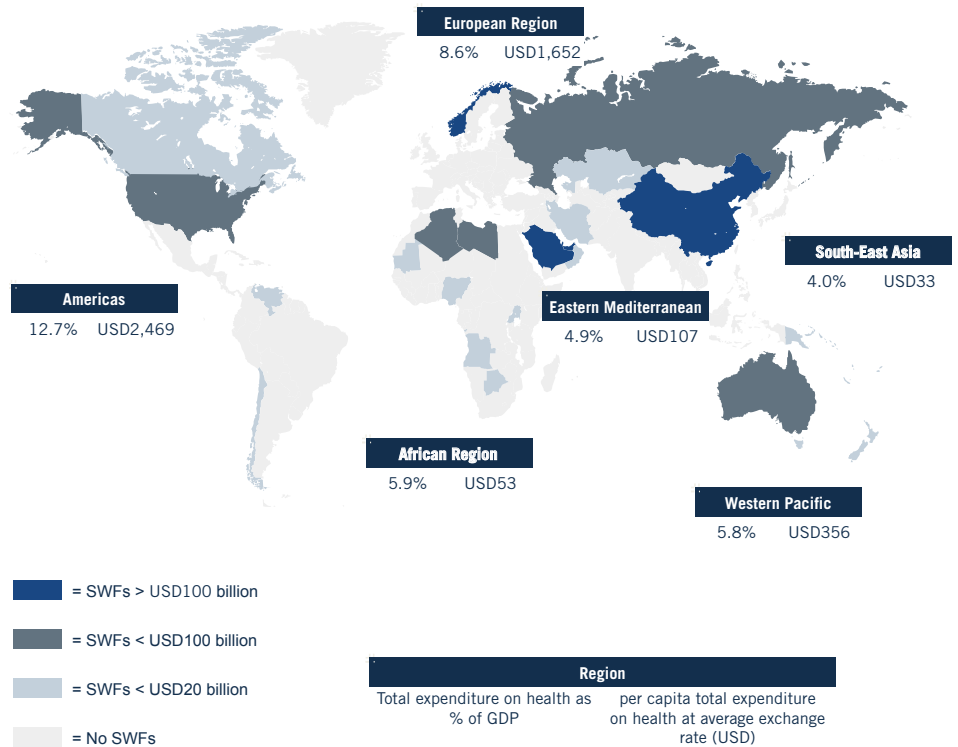 European Region
8.6% USD1,652
South-East Asia
4.0% USD33
Americas
12.7% USD2,469
Eastern Mediterranean
4.9% USD107
African Region
5.9% USD53
Western Pacific
5.8% USD356
= SWFs > USD100 billion
= SWFs < USD100 billion
= SWFs < USD20 billion
= No SWFs
Region
Total expenditure on health as
% of GDP
per capita total expenditure
on health at average exchange
rate (USD)